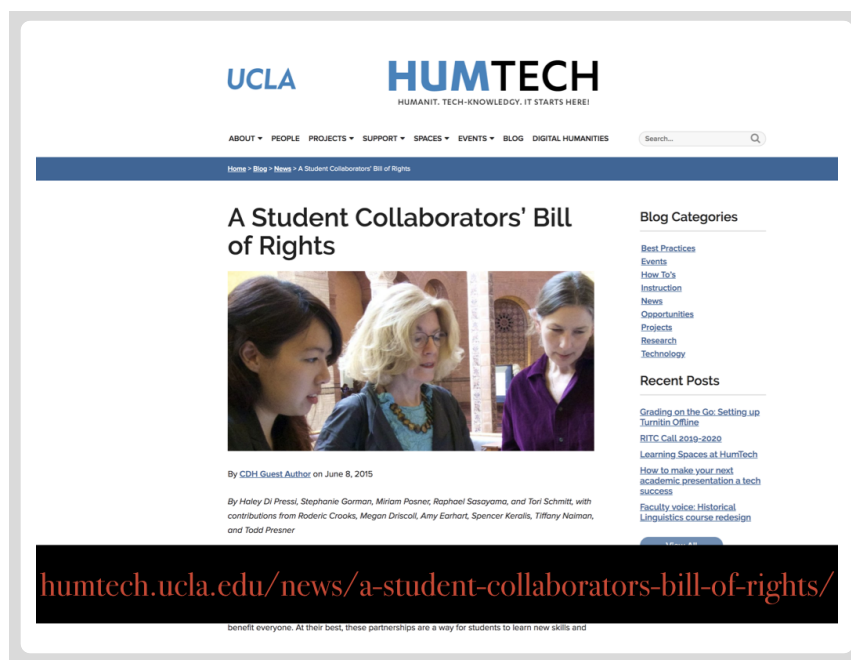 UCLA
HUMTECH
HUMANIT. TECH-KNOWLEDGY. IT STARTS HERE!
ABOUT PEOPLE PROJECTS SUPPORT SPACES EVENTS BLOG DIGITAL HUMANITIES
Search...
Home > Blog > News > A Student Collaborators' Bill of Rights
A Student Collaborators' Bill
of Rights
By CDH Guest Author on June 8, 2015
By Haley Di Pressi, Stephanie Gorman, Miriam Posner, Raphael Sasayama, and Tori Schmitt, with
contributions from Roderic Crooks, Megan Driscoll, Amy Earhart, Spencer Keralis, Tiffany Naiman,
and Todd Presner
Blog Categories
Best Practices
Events
How To's
Instruction
News
Opportunities
Projects
Research
Technology
Recent Posts
Grading on the Go: Setting up
Turnitin Offline
RITC Call 2019-2020
Learning Spaces at HumTech
How to make your next
academic presentation a tech
success
Faculty voice: Historical
Linguistics course redesign
View All
humtech.ucla.edu/news/a-student-collaborators-bill-of-rights/
benefit everyone. At their best, these partnerships are a way for students to learn new skills and